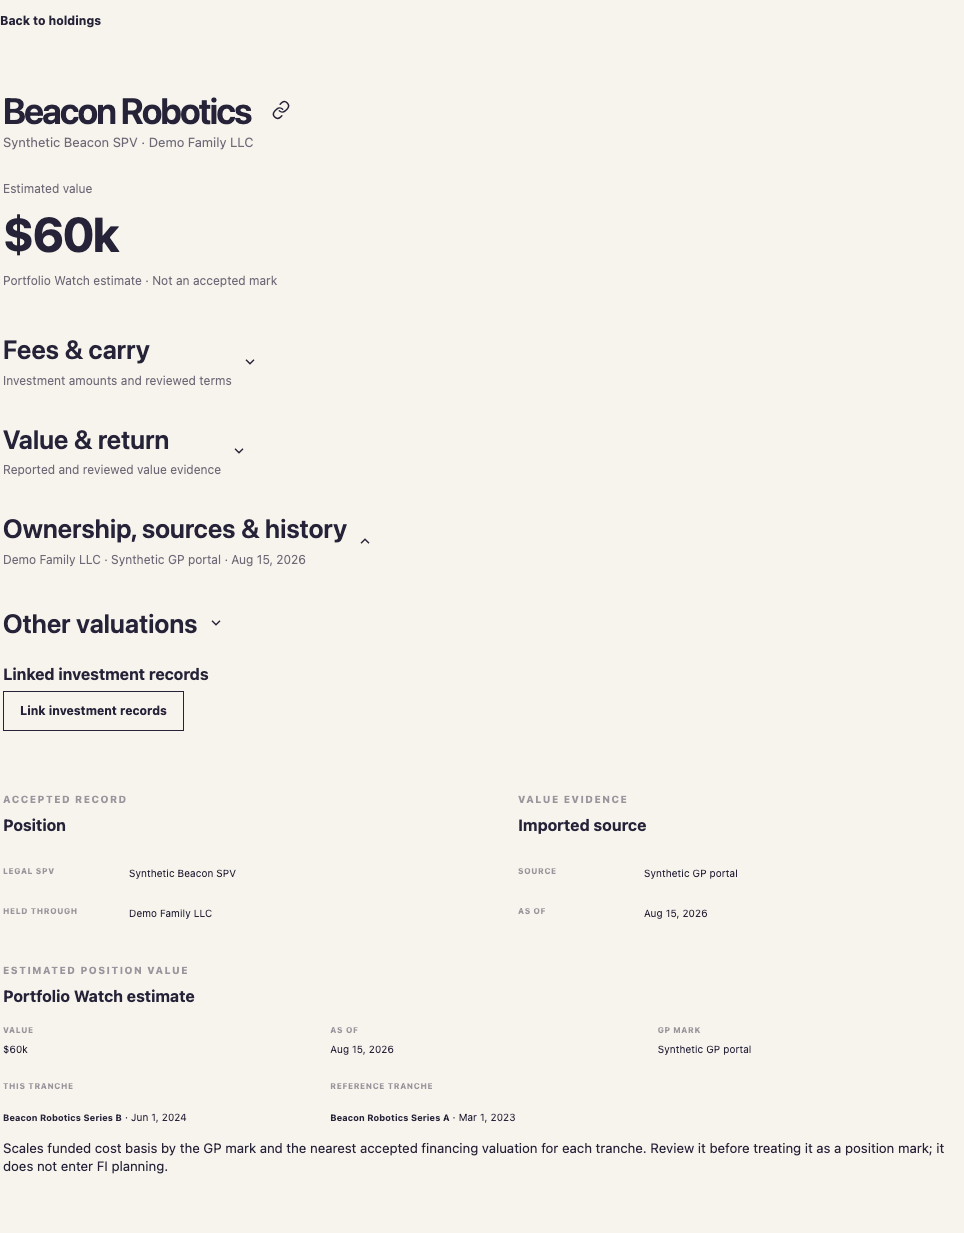 Back to holdings
Beacon Robotics
Synthetic Beacon SPV · Demo Family LLC
Estimated value
$60k
Portfolio Watch estimate · Not an accepted mark
Fees & carry
Investment amounts and reviewed terms
Value & return
Reported and reviewed value evidence
Ownership, sources & history
Demo Family LLC · Synthetic GP portal · Aug 15, 2026
Other valuations
Linked investment records
Link investment records
ACCEPTED RECORD
Position
LEGAL SPV Synthetic Beacon SPV
HELD THROUGH Demo Family LLC
VALUE EVIDENCE
Imported source
SOURCE Synthetic GP portal
AS OF Aug 15, 2026
ESTIMATED POSITION VALUE
Portfolio Watch estimate
VALUE AS OF GP MARK
$60k Aug 15, 2026 Synthetic GP portal
THIS TRANCHE REFERENCE TRANCHE
Beacon Robotics Series B · Jun 1, 2024 Beacon Robotics Series A · Mar 1, 2023
Scales funded cost basis by the GP mark and the nearest accepted financing valuation for each tranche. Review it before treating it as a position mark; it
does not enter FI planning.